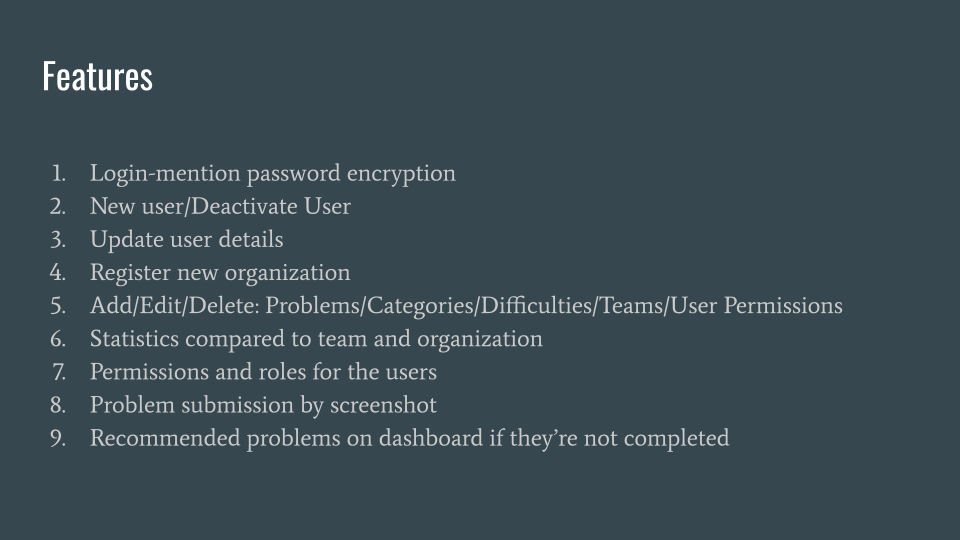 Features
1. Login-mention password encryption
2. New user/Deactivate User
3. Update user details
4. Register new organization
5. Add/Edit/Delete: Problems/Categories/Difficulties/Teams/User Permissions
6. Statistics compared to team and organization
7. Permissions and roles for the users
8. Problem submission by screenshot
9. Recommended problems on dashboard if they’re not completed